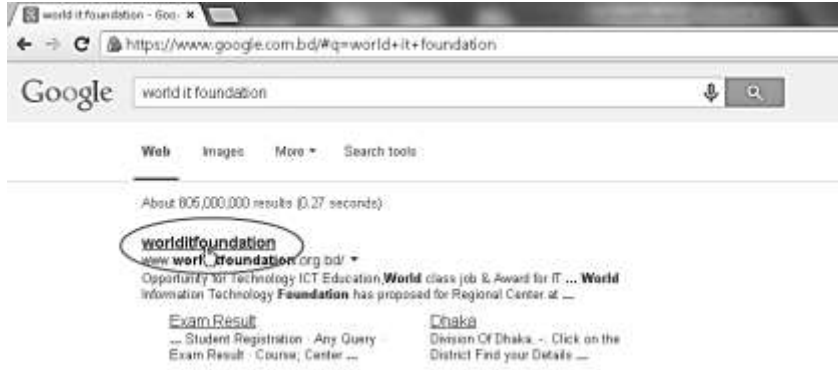 world it foundation - Goo
https://www.google.com.bd/#q=world+it+foundation
Google
world it foundation
Web Images More Search tools
About 805,000,000 results (0.27 seconds)
worlditfoundation
www. org.bd/
Opportunity for Technology ICT Education,World class job & Award for IT ... World
Information Technology Foundation has proposed for Regional Center at ...
Exam Result
... Student Registration · Any Query ·
Exam Result · Course; Center ...
Dhaka
Division Of Dhaka. -. Click on the
District Find your Details ...